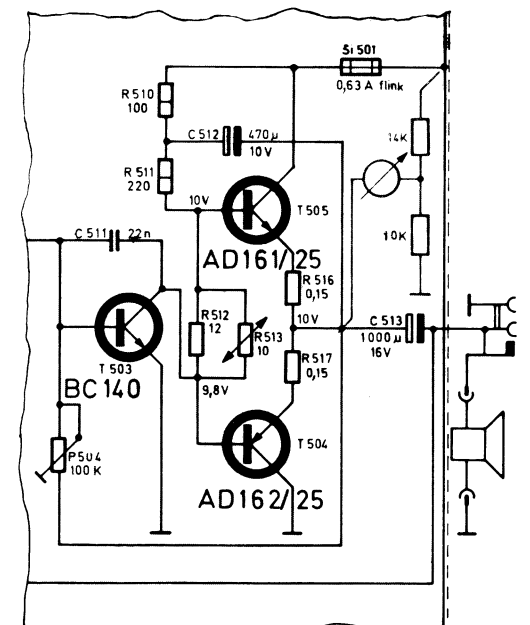 Si 501
0,63 A flink
R 510
100
C 512
470µ
10V
14K
R 511
220
10V
T 505
C 511
22n
AD161/25
10K
R 516
0,15
R 512
12
R 513
10
10V
C 513
1000µ
16V
T 503
BC 140
R 517
0,15
9,8V
T 504
P504
100 K
AD162/25